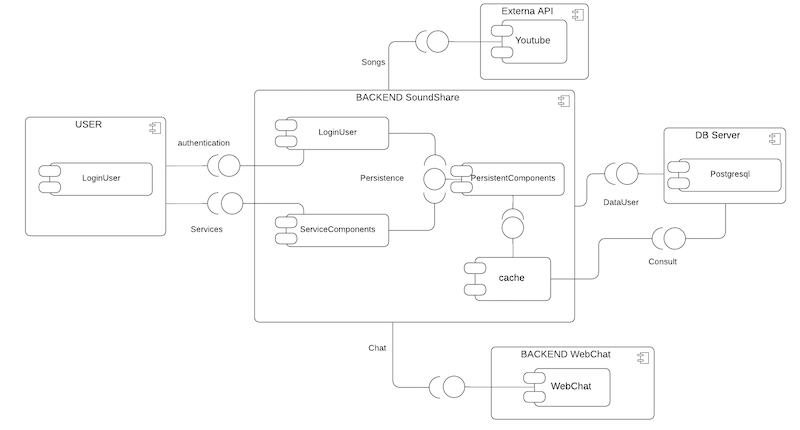 Externa API
Youtube
Songs
BACKEND SoundShare
USER
LoginUser
authentication
Services
LoginUser
Persistence
PersistentComponents
ServiceComponents
cache
DB Server
Postgresql
DataUser
Consult
Chat
BACKEND WebChat
WebChat